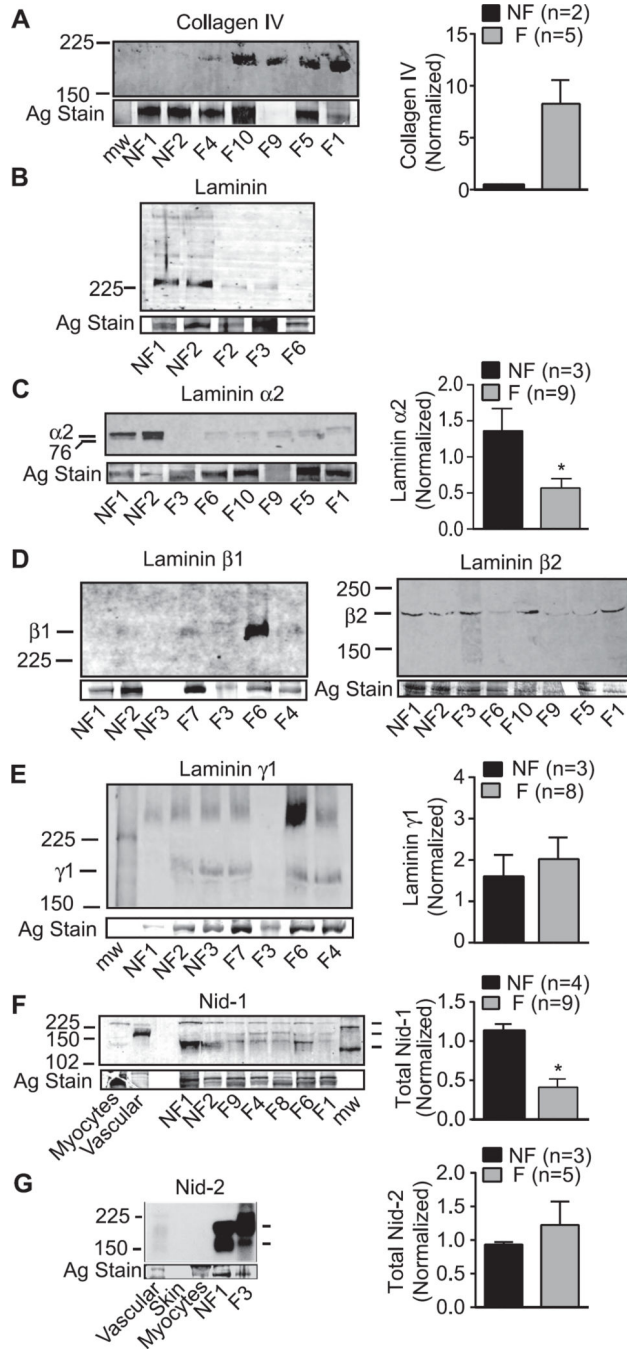 A
Collagen IV
225
150
Ag Stain
mw NF1 NF2 F4 F10 F9 F5 F1
NF (n=2)
F (n=5)
Collagen IV
(Normalized)
15
10
5
0
B
Laminin
225
Ag Stain
NF1 NF2 F2 F3 F6
C
Laminin α2
α2
76
Ag Stain
NF1 NF2 F3 F6 F10 F9 F5 F1
NF (n=3)
F (n=9)
Laminin α2
(Normalized)
2.0
1.5
1.0
0.5
0.0
*
D
Laminin β1
β1
225
NF1 NF2 NF3 F7 F3 F6 F4
Laminin β2
250
β2
150
Ag Stain
NF1 NF2 F3 F6 F10 F9 F5 F1
E
Laminin γ1
225
γ1
150
Ag Stain
mw NF1 NF2 NF3 F7 F3 F6 F4
NF (n=3)
F (n=8)
Laminin γ1
(Normalized)
4
3
2
1
0
F
Nid-1
225
150
102
Ag Stain
Myocytes Vascular NF1 NF2 F9 F4 F8 F6 F1 mw
NF (n=4)
F (n=9)
Total Nid-1
(Normalized)
1.5
1.0
0.5
0.0
*
G
Nid-2
225
150
Ag Stain
Vascular Skin Myocytes NF1 F3
NF (n=3)
F (n=5)
Total Nid-2
(Normalized)
2.0
1.5
1.0
0.5
0.0